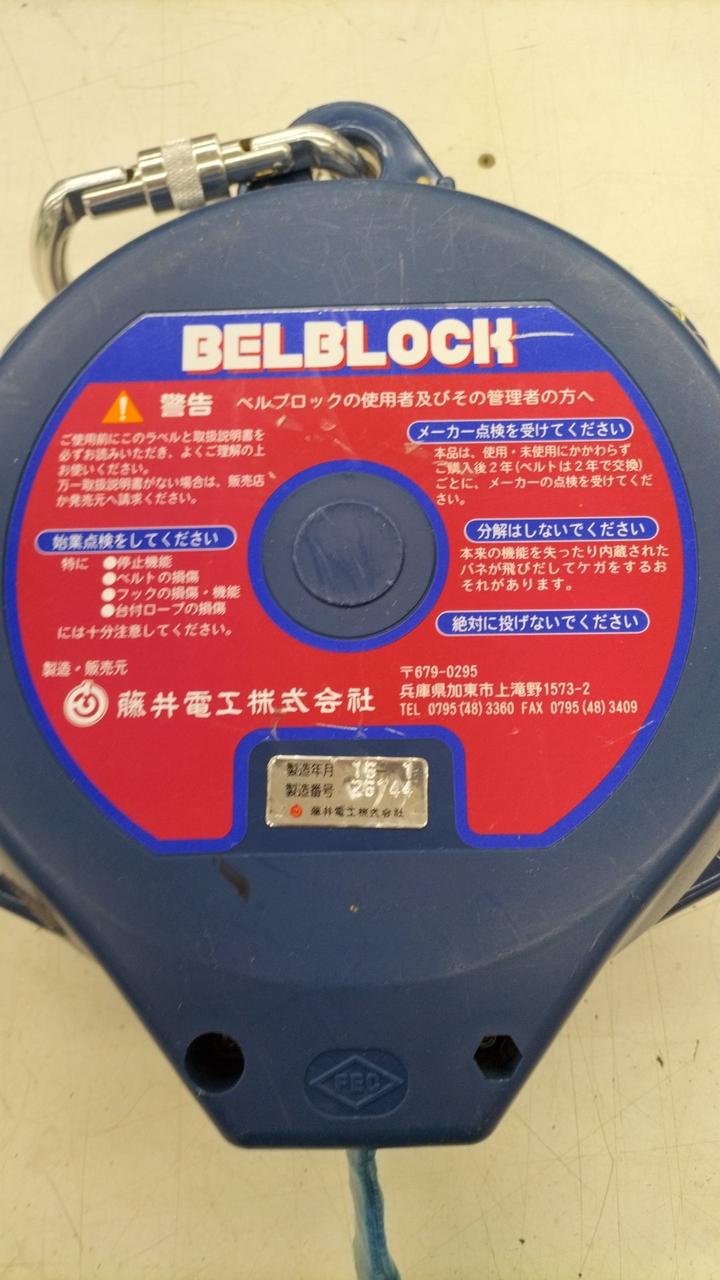 BELBLOCK
警告 ベルブロックの使用者及びその管理者の方へ
ご使用前にこのラベルと取扱説明書を
必ずお読みいただき、よくご理解の上
お使いください。
万一取扱説明書がない場合は、販売店
か発売元へ請求ください。
始業点検をしてください
特に ●停止機能
●ベルトの損傷
●フックの損傷・機能
●台付ロープの損傷
には十分注意してください。
メーカー点検を受けてください
本品は、使用・未使用にかかわらず
ご購入後2年(ベルトは2年で交換)
ごとに、メーカーの点検を受けてくだ
さい。
分解はしないでください
本来の機能を失ったり内蔵された
バネが飛びだしてケガをするお
それがあります。
絶対に投げないでください
製造・販売元
藤井電工株式会社
〒679-0295
兵庫県加東市上滝野1573-2
TEL 0795(48)3360 FAX 0795(48)3409
製造年月
製造番号
藤井電工株式会社
FEC